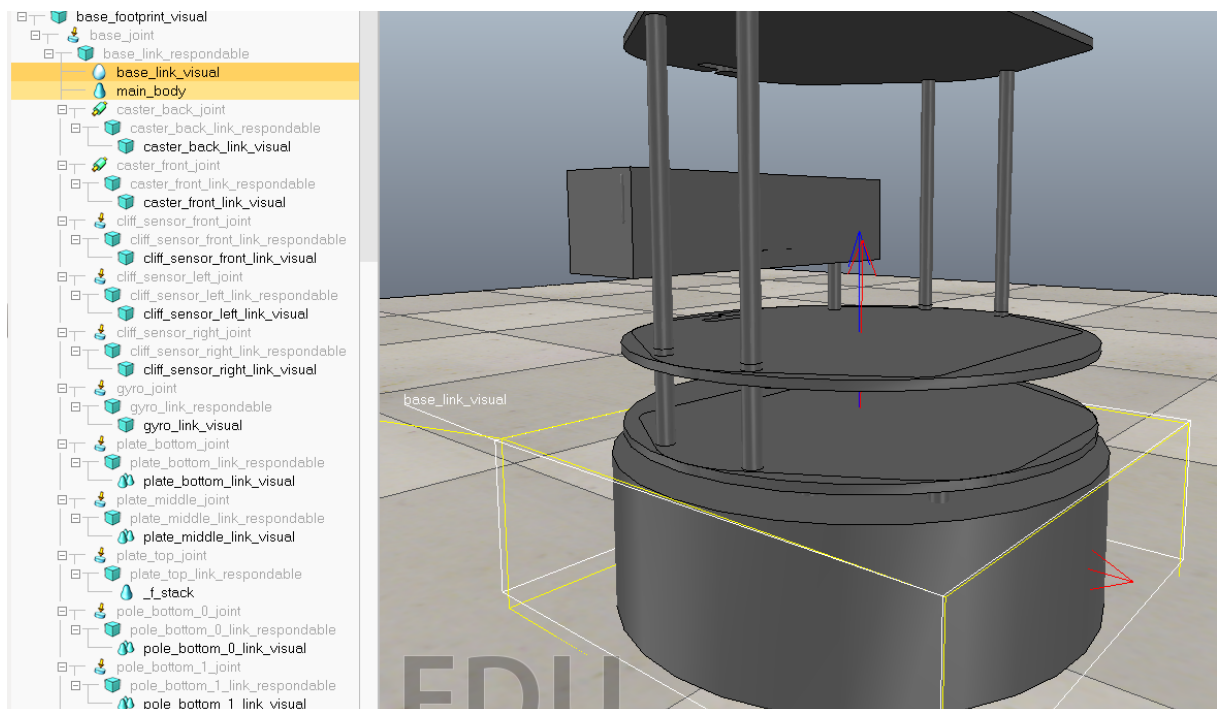 base_footprint_visual
base_joint
base_link_respondable
base_link_visual
main_body
caster_back_joint
caster_back_link_respondable
caster_back_link_visual
caster_front_joint
caster_front_link_respondable
caster_front_link_visual
cliff_sensor_front_joint
cliff_sensor_front_link_respondable
cliff_sensor_front_link_visual
cliff_sensor_left_joint
cliff_sensor_left_link_respondable
cliff_sensor_left_link_visual
cliff_sensor_right_joint
cliff_sensor_right_link_respondable
cliff_sensor_right_link_visual
gyro_joint
gyro_link_respondable
gyro_link_visual
plate_bottom_joint
plate_bottom_link_respondable
plate_bottom_link_visual
plate_middle_joint
plate_middle_link_respondable
plate_middle_link_visual
plate_top_joint
plate_top_link_respondable
_f_stack
pole_bottom_0_joint
pole_bottom_0_link_respondable
pole_bottom_0_link_visual
pole_bottom_1_joint
pole_bottom_1_link_respondable
pole_bottom_1_link_visual
base_link_visual
EDU